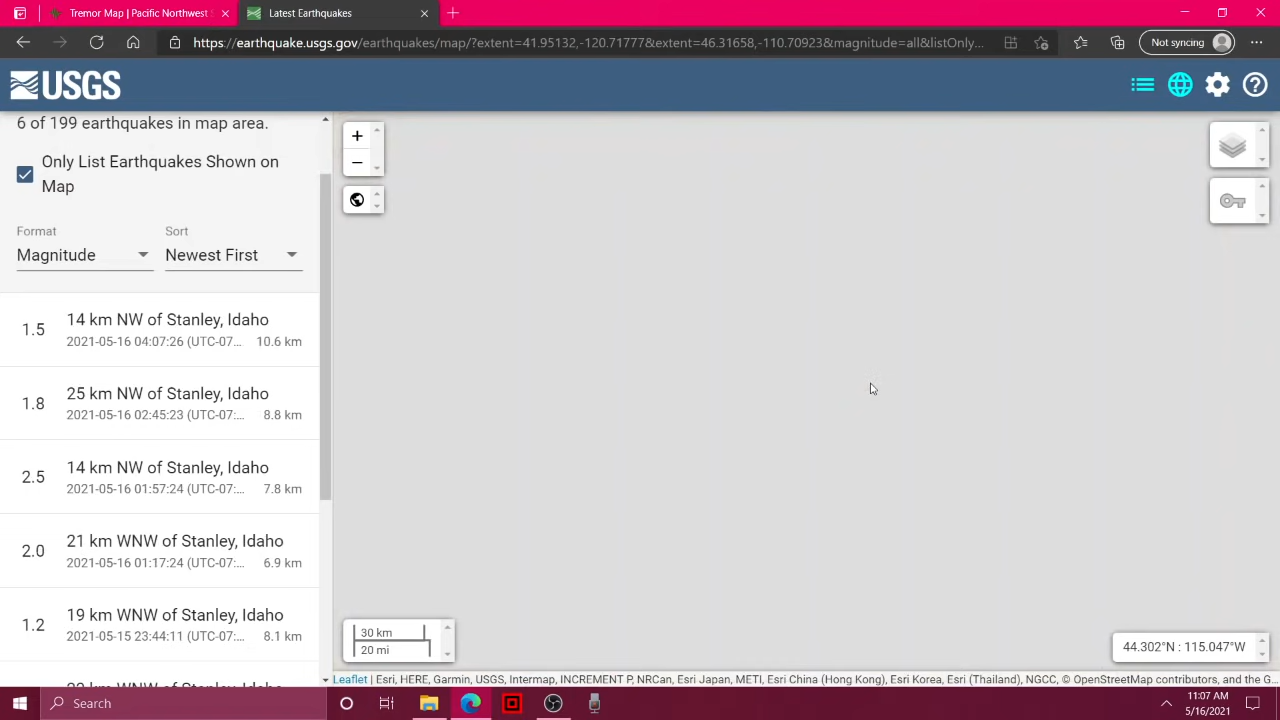 Tremor Map | Pacific Northwest
Latest Earthquakes
https://earthquake.usgs.gov/earthquakes/map/?extent=41.95132,-120.71777&extent=46.31658,-110.70923&magnitude=all&listOnly...
Not syncing
USGS
6 of 199 earthquakes in map area.
Only List Earthquakes Shown on
Map
Format
Sort
Magnitude
Newest First
1.5
14 km NW of Stanley, Idaho
2021-05-16 04:07:26 (UTC-07... 10.6 km
1.8
25 km NW of Stanley, Idaho
2021-05-16 02:45:23 (UTC-07:... 8.8 km
2.5
14 km NW of Stanley, Idaho
2021-05-16 01:57:24 (UTC-07:... 7.8 km
2.0
21 km WNW of Stanley, Idaho
2021-05-16 01:17:24 (UTC-07:... 6.9 km
1.2
19 km WNW of Stanley, Idaho
2021-05-15 23:44:11 (UTC-07:... 8.1 km
+
−
30 km
20 mi
44.302°N : 115.047°W
Leaflet | Esri, HERE, Garmin, USGS, Intermap, INCREMENT P, NRCan, Esri Japan, METI, Esri China (Hong Kong), Esri Korea, Esri (Thailand), NGCC, © OpenStreetMap contributors, and the G...
Search
11:07 AM
5/16/2021